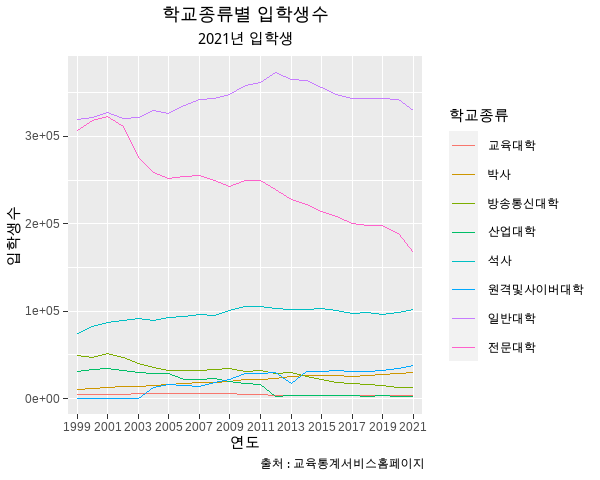 학교종류별 입학생수
2021년 입학생
입학생수
3e+05
2e+05
1e+05
0e+00
1999 2001 2003 2005 2007 2009 2011 2013 2015 2017 2019 2021
연도
출처 : 교육통계서비스홈페이지
학교종류
교육대학
박사
방송통신대학
산업대학
석사
원격및사이버대학
일반대학
전문대학